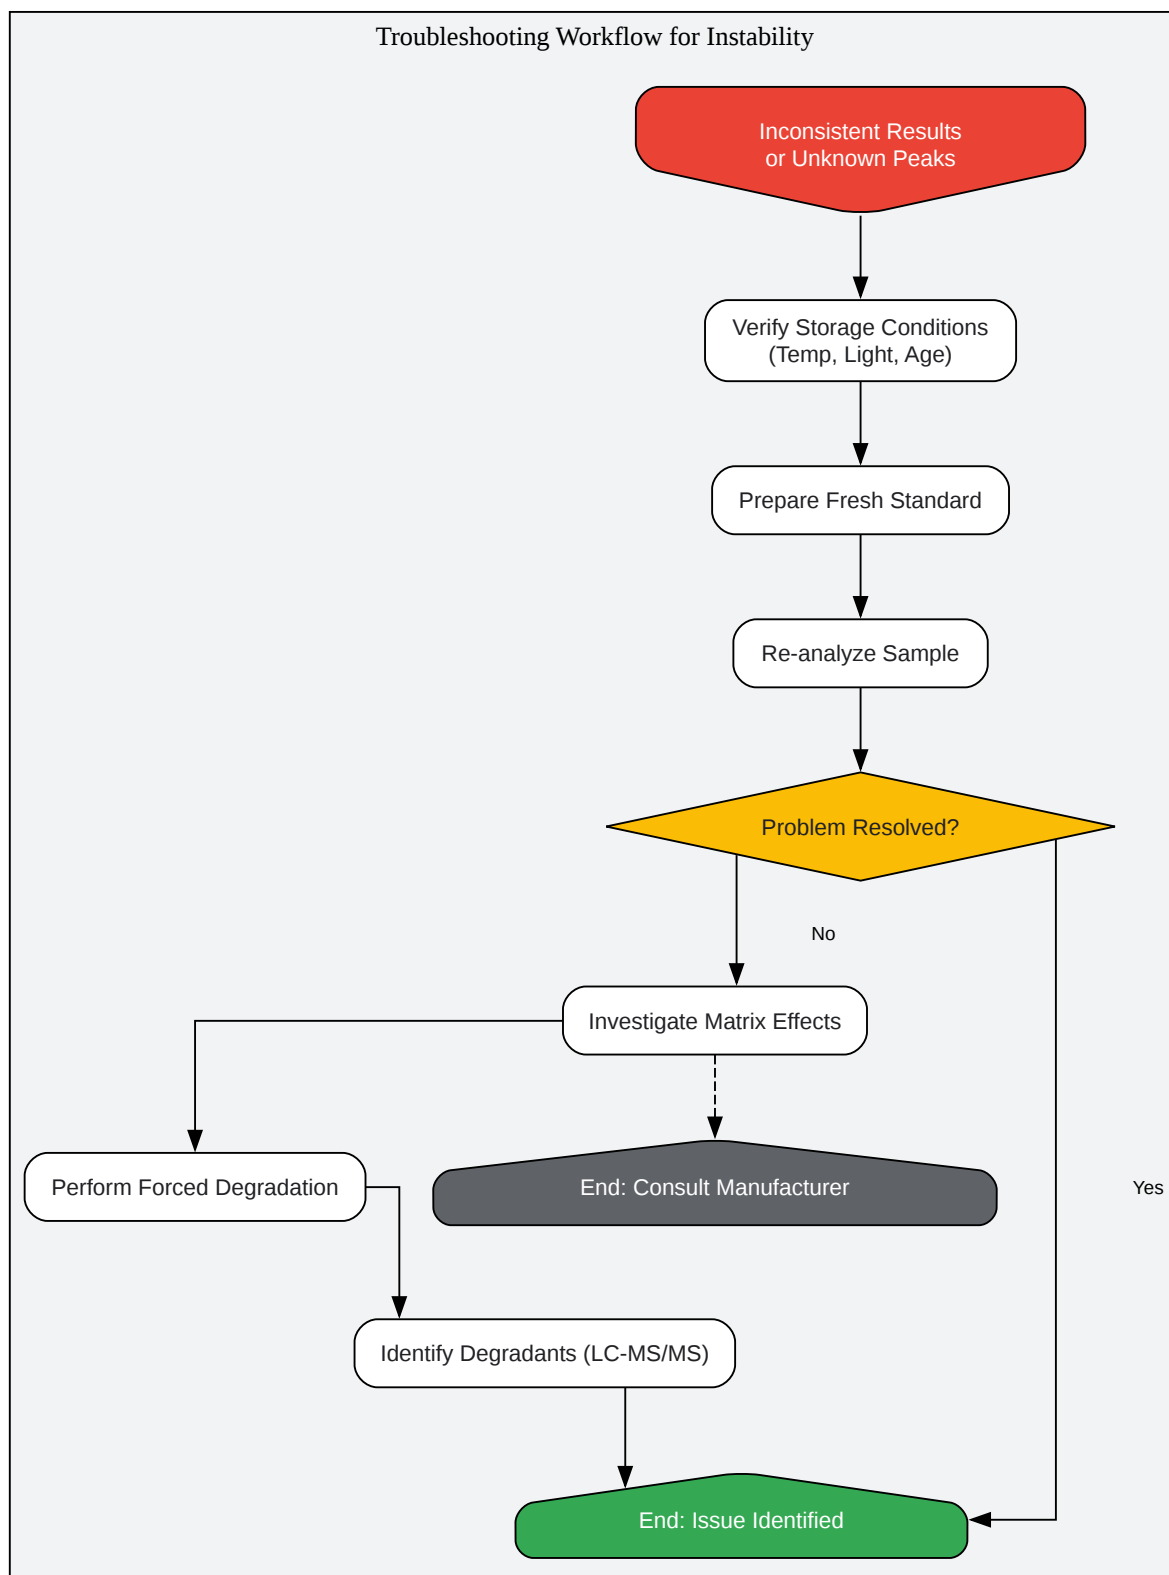 Troubleshooting Workflow for Instability
Inconsistent Results
or Unknown Peaks
Verify Storage Conditions
(Temp, Light, Age)
Prepare Fresh Standard
Re-analyze Sample
Problem Resolved?
No
Investigate Matrix Effects
Perform Forced Degradation
End: Consult Manufacturer
Yes
Identify Degradants (LC-MS/MS)
End: Issue Identified